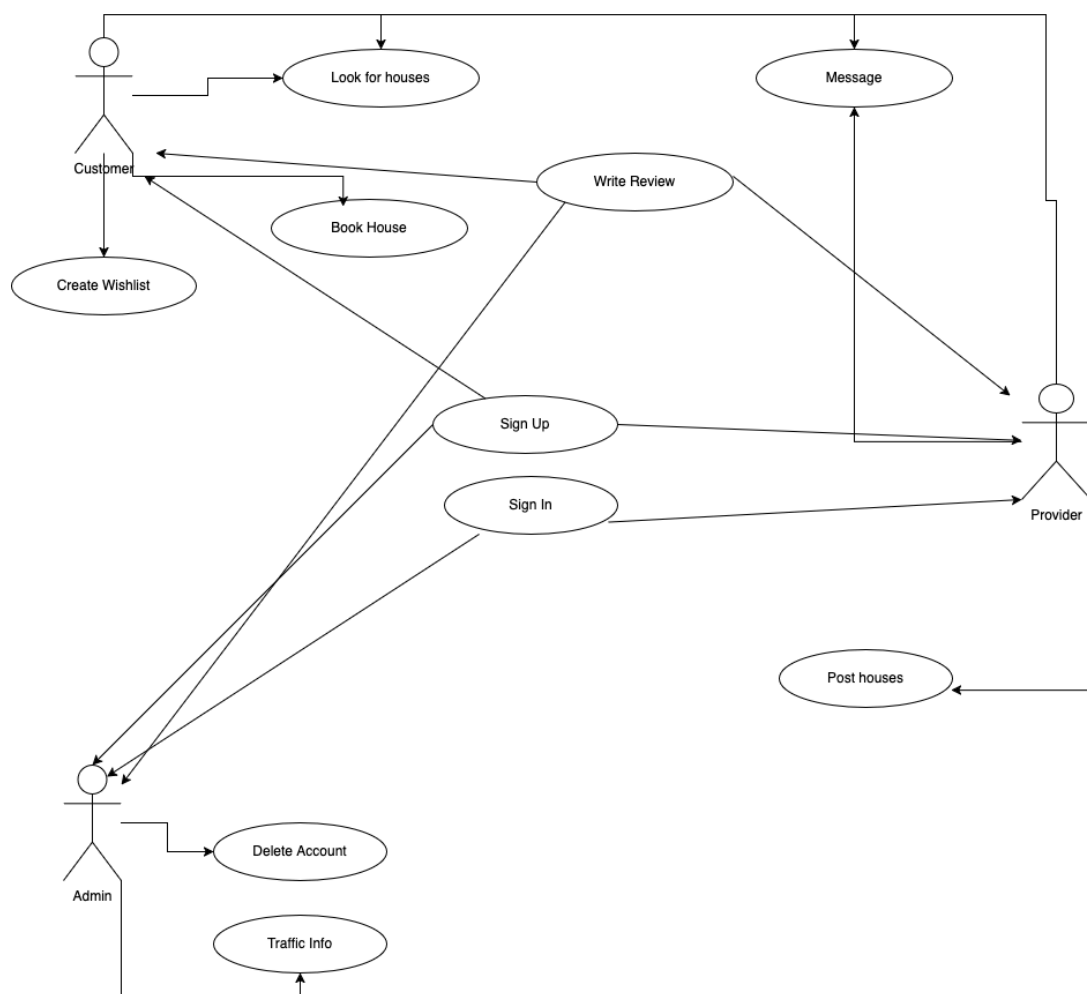 Look for houses
Message
Customer
Write Review
Book House
Create Wishlist
Sign Up
Sign In
Provider
Post houses
Delete Account
Admin
Traffic Info